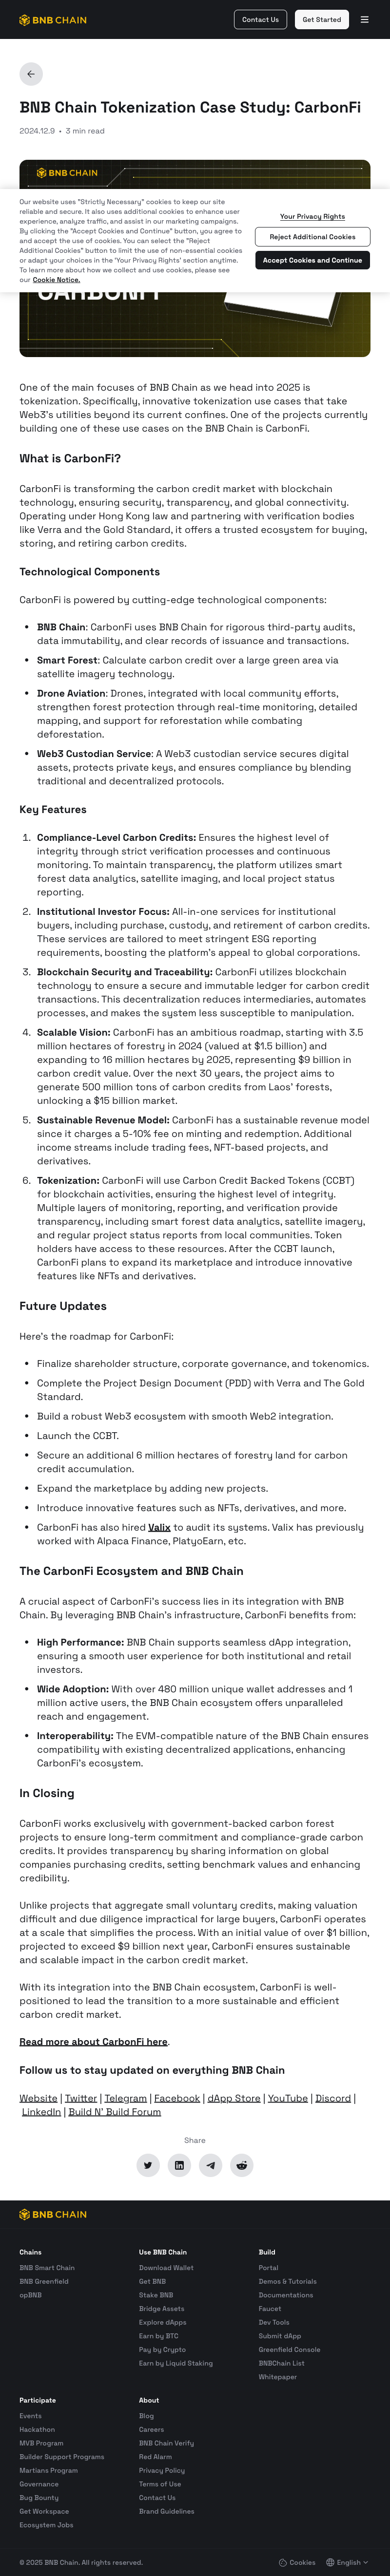 BNB CHAIN
Contact Us
Get Started
BNB Chain Tokenization Case Study: CarbonFi
2024.12.9 • 3 min read
BNB CHAIN
Our website uses "Strictly Necessary" cookies to keep our site
reliable and secure. It also uses additional cookies to enhance user
experience, analyze traffic, and assist in our marketing campaigns.
By clicking the "Accept Cookies and Continue" button, you agree to
and accept the use of cookies. You can select the "Reject
Additional Cookies" button to limit the use of non-essential cookies
or adapt your choices in the 'Your Privacy Rights' section anytime.
To learn more about how we collect and use cookies, please see
our Cookie Notice.
Your Privacy Rights
Reject Additional Cookies
Accept Cookies and Continue
CARBONFI
One of the main focuses of BNB Chain as we head into 2025 is
tokenization. Specifically, innovative tokenization use cases that take
Web3's utilities beyond its current confines. One of the projects currently
building one of these use cases on the BNB Chain is CarbonFi.
What is CarbonFi?
CarbonFi is transforming the carbon credit market with blockchain
technology, ensuring security, transparency, and global connectivity.
Operating under Hong Kong law and partnering with verification bodies
like Verra and the Gold Standard, it offers a trusted ecosystem for buying,
storing, and retiring carbon credits.
Technological Components
CarbonFi is powered by cutting-edge technological components:
• BNB Chain: CarbonFi uses BNB Chain for rigorous third-party audits,
data immutability, and clear records of issuance and transactions.
• Smart Forest: Calculate carbon credit over a large green area via
satellite imagery technology.
• Drone Aviation: Drones, integrated with local community efforts,
strengthen forest protection through real-time monitoring, detailed
mapping, and support for reforestation while combating
deforestation.
• Web3 Custodian Service: A Web3 custodian service secures digital
assets, protects private keys, and ensures compliance by blending
traditional and decentralized protocols.
Key Features
1. Compliance-Level Carbon Credits: Ensures the highest level of
integrity through strict verification processes and continuous
monitoring. To maintain transparency, the platform utilizes smart
forest data analytics, satellite imaging, and local project status
reporting.
2. Institutional Investor Focus: All-in-one services for institutional
buyers, including purchase, custody, and retirement of carbon credits.
These services are tailored to meet stringent ESG reporting
requirements, boosting the platform's appeal to global corporations.
3. Blockchain Security and Traceability: CarbonFi utilizes blockchain
technology to ensure a secure and immutable ledger for carbon credit
transactions. This decentralization reduces intermediaries, automates
processes, and makes the system less susceptible to manipulation.
4. Scalable Vision: CarbonFi has an ambitious roadmap, starting with 3.5
million hectares of forestry in 2024 (valued at $1.5 billion) and
expanding to 16 million hectares by 2025, representing $9 billion in
carbon credit value. Over the next 30 years, the project aims to
generate 500 million tons of carbon credits from Laos' forests,
unlocking a $15 billion market.
5. Sustainable Revenue Model: CarbonFi has a sustainable revenue model
since it charges a 5-10% fee on minting and redemption. Additional
income streams include trading fees, NFT-based projects, and
derivatives.
6. Tokenization: CarbonFi will use Carbon Credit Backed Tokens (CCBT)
for blockchain activities, ensuring the highest level of integrity.
Multiple layers of monitoring, reporting, and verification provide
transparency, including smart forest data analytics, satellite imagery,
and regular project status reports from local communities. Token
holders have access to these resources. After the CCBT launch,
CarbonFi plans to expand its marketplace and introduce innovative
features like NFTs and derivatives.
Future Updates
Here's the roadmap for CarbonFi:
• Finalize shareholder structure, corporate governance, and tokenomics.
• Complete the Project Design Document (PDD) with Verra and The Gold
Standard.
• Build a robust Web3 ecosystem with smooth Web2 integration.
• Launch the CCBT.
• Secure an additional 6 million hectares of forestry land for carbon
credit accumulation.
• Expand the marketplace by adding new projects.
• Introduce innovative features such as NFTs, derivatives, and more.
• CarbonFi has also hired Valix to audit its systems. Valix has previously
worked with Alpaca Finance, PlatyoEarn, etc.
The CarbonFi Ecosystem and BNB Chain
A crucial aspect of CarbonFi's success lies in its integration with BNB
Chain. By leveraging BNB Chain's infrastructure, CarbonFi benefits from:
• High Performance: BNB Chain supports seamless dApp integration,
ensuring a smooth user experience for both institutional and retail
investors.
• Wide Adoption: With over 480 million unique wallet addresses and 1
million active users, the BNB Chain ecosystem offers unparalleled
reach and engagement.
• Interoperability: The EVM-compatible nature of the BNB Chain ensures
compatibility with existing decentralized applications, enhancing
CarbonFi's ecosystem.
In Closing
CarbonFi works exclusively with government-backed carbon forest
projects to ensure long-term commitment and compliance-grade carbon
credits. It provides transparency by sharing information on global
companies purchasing credits, setting benchmark values and enhancing
credibility.
Unlike projects that aggregate small voluntary credits, making valuation
difficult and due diligence impractical for large buyers, CarbonFi operates
at a scale that simplifies the process. With an initial value of over $1 billion,
projected to exceed $9 billion next year, CarbonFi ensures sustainable
and scalable impact in the carbon credit market.
With its integration into the BNB Chain ecosystem, CarbonFi is well-
positioned to lead the transition to a more sustainable and efficient
carbon credit market.
Read more about CarbonFi here.
Follow us to stay updated on everything BNB Chain
Website | Twitter | Telegram | Facebook | dApp Store | YouTube | Discord |
LinkedIn | Build N' Build Forum
Share
BNB CHAIN
Chains
BNB Smart Chain
BNB Greenfield
opBNB
Use BNB Chain
Download Wallet
Get BNB
Stake BNB
Bridge Assets
Explore dApps
Earn by BTC
Pay by Crypto
Earn by Liquid Staking
Build
Portal
Demos & Tutorials
Documentations
Faucet
Dev Tools
Submit dApp
Greenfield Console
BNBChain List
Whitepaper
Participate
Events
Hackathon
MVB Program
Builder Support Programs
Martians Program
Governance
Bug Bounty
Get Workspace
Ecosystem Jobs
About
Blog
Careers
BNB Chain Verify
Red Alarm
Privacy Policy
Terms of Use
Contact Us
Brand Guidelines
© 2025 BNB Chain. All rights reserved.
Cookies
English